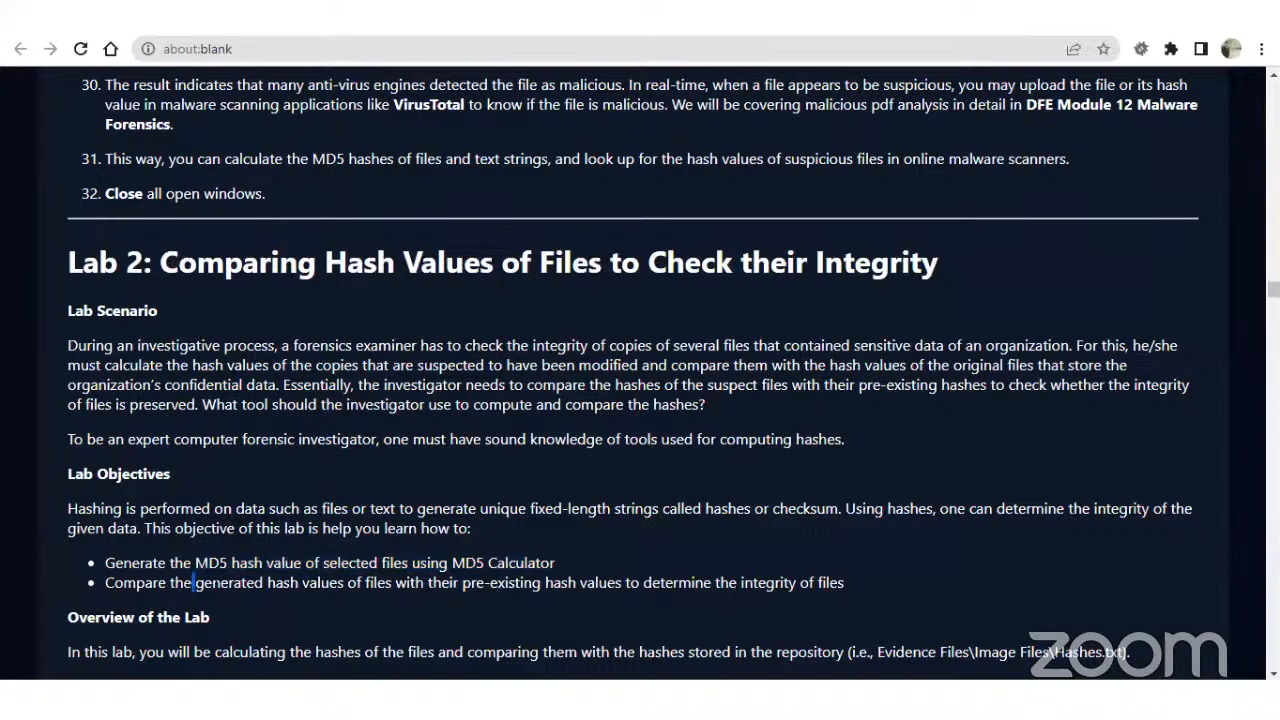 about:blank
30. The result indicates that many anti-virus engines detected the file as malicious. In real-time, when a file appears to be suspicious, you may upload the file or its hash
value in malware scanning applications like VirusTotal to know if the file is malicious. We will be covering malicious pdf analysis in detail in DFE Module 12 Malware
Forensics.
31. This way, you can calculate the MD5 hashes of files and text strings, and look up for the hash values of suspicious files in online malware scanners.
32. Close all open windows.
Lab 2: Comparing Hash Values of Files to Check their Integrity
Lab Scenario
During an investigative process, a forensics examiner has to check the integrity of copies of several files that contained sensitive data of an organization. For this, he/she
must calculate the hash values of the copies that are suspected to have been modified and compare them with the hash values of the original files that store the
organization's confidential data. Essentially, the investigator needs to compare the hashes of the suspect files with their pre-existing hashes to check whether the integrity
of files is preserved. What tool should the investigator use to compute and compare the hashes?
To be an expert computer forensic investigator, one must have sound knowledge of tools used for computing hashes.
Lab Objectives
Hashing is performed on data such as files or text to generate unique fixed-length strings called hashes or checksum. Using hashes, one can determine the integrity of the
given data. This objective of this lab is help you learn how to:
• Generate the MD5 hash value of selected files using MD5 Calculator
• Compare the generated hash values of files with their pre-existing hash values to determine the integrity of files
Overview of the Lab
In this lab, you will be calculating the hashes of the files and comparing them with the hashes stored in the repository (i.e., Evidence Files\Image Files\Hashes.txt).
zoom